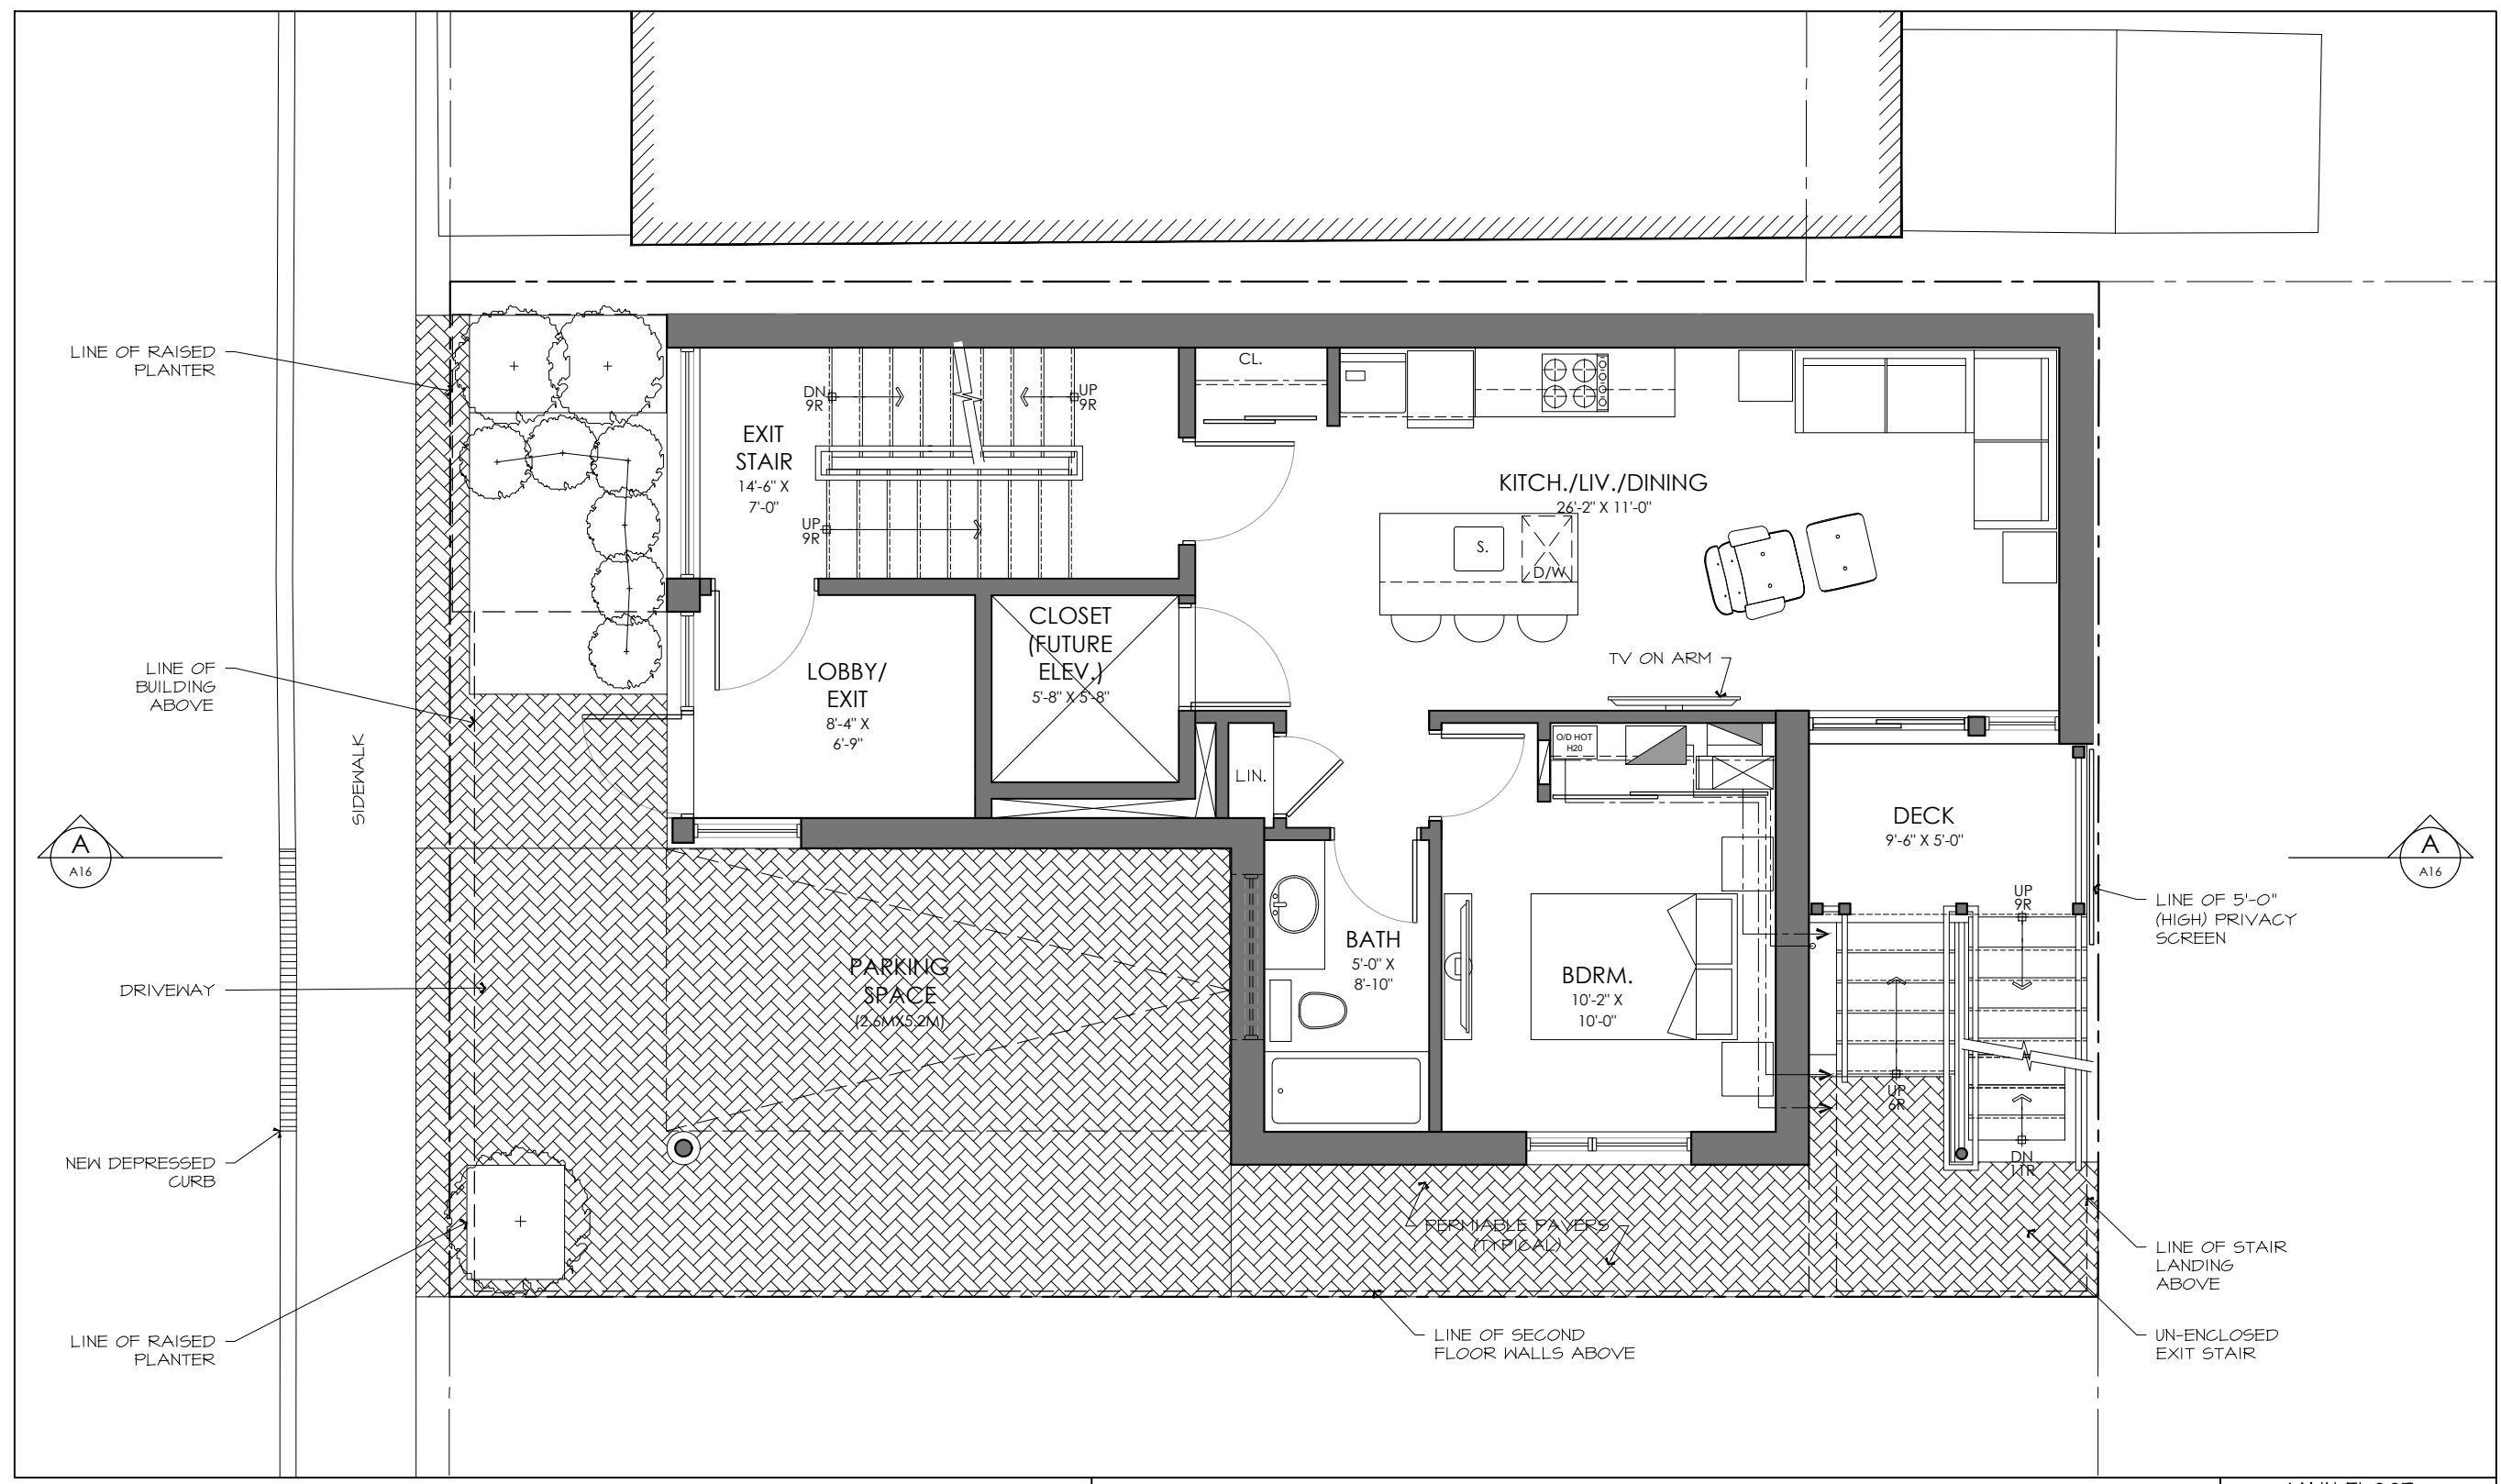 LINE OF RAISED
PLANTER
LINE OF
BUILDING
ABOVE
SIDEWALK
A
A16
DRIVEWAY
NEW DEPRESSED
CURB
LINE OF RAISED
PLANTER
EXIT
STAIR
14'-6" X
7'-0"
DN
9R
UP
9R
UP
9R
CL.
KITCH./LIV./DINING
26'-2" X 11'-0"
S.
D/W
TV ON ARM
LOBBY/
EXIT
8'-4" X
6'-9"
CLOSET
(FUTURE
ELEV.)
5'-8" X 5'-8"
LIN.
O/D HOT
H20
PARKING
SPACE
(2.6MX5.2M)
BATH
5'-0" X
8'-10"
BDRM.
10'-2" X
10'-0"
DECK
9'-6" X 5'-0"
UP
9R
UP
6R
DN
11R
A
A16
LINE OF 5'-0"
(HIGH) PRIVACY
SCREEN
PERMIABLE PAVERS
(TYPICAL)
LINE OF STAIR
LANDING
ABOVE
LINE OF SECOND
FLOOR WALLS ABOVE
UN-ENCLOSED
EXIT STAIR